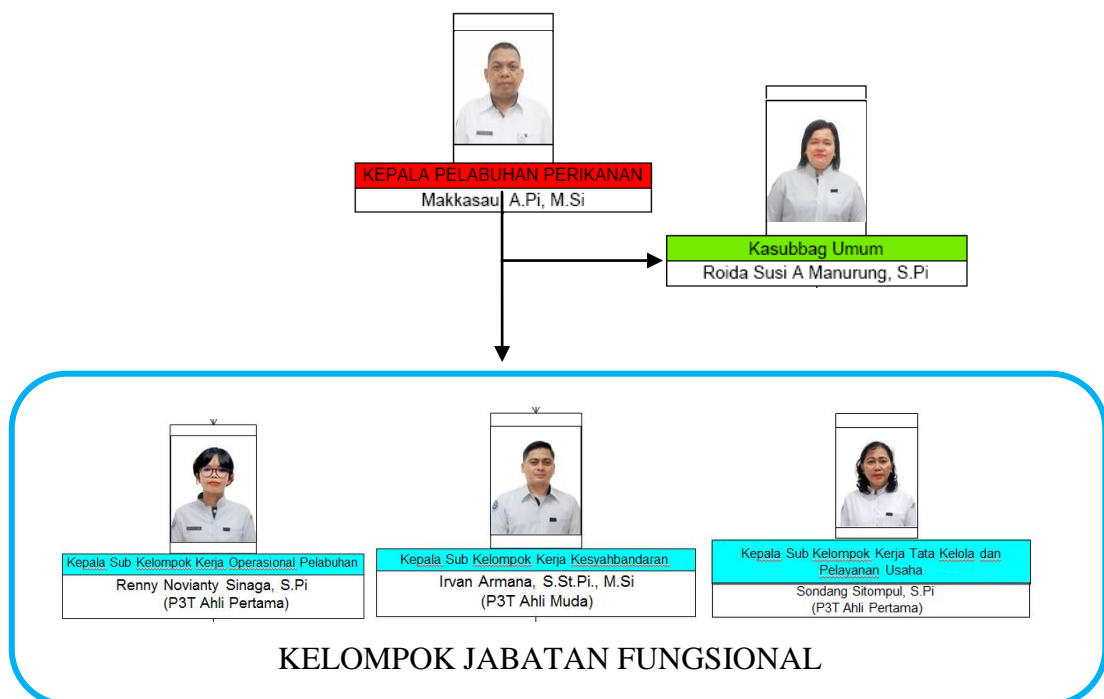 KEPALA PELABUHAN PERIKANAN
Makkasau, A.Pi, M.Si
Kasubbag Umum
Roida Susi A Manurung, S.Pi
Kepala Sub Kelompok Kerja Operasional Pelabuhan
Renny Novianty Sinaga, S.Pi
(P3T Ahli Pertama)
Kepala Sub Kelompok Kerja Kesyahbandaran
Irvan Armana, S.St.Pi., M.Si
(P3T Ahli Muda)
Kepala Sub Kelompok Kerja Tata Kelola dan
Pelayanan Usaha
Sondang Sitompul, S.Pi
(P3T Ahli Pertama)
KELOMPOK JABATAN FUNGSIONAL